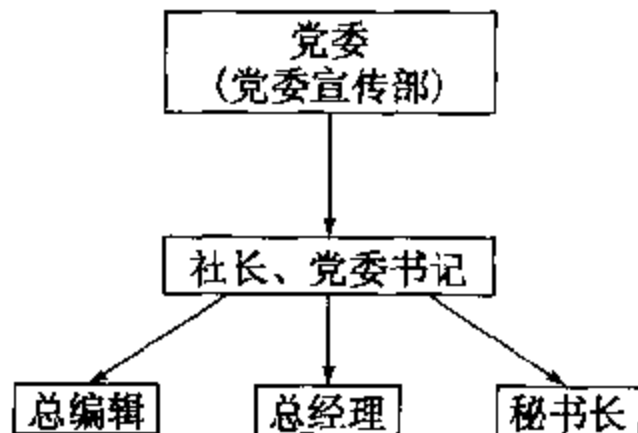 党委
(党委宣传部)
社长、党委书记
总编辑
总经理
秘书长